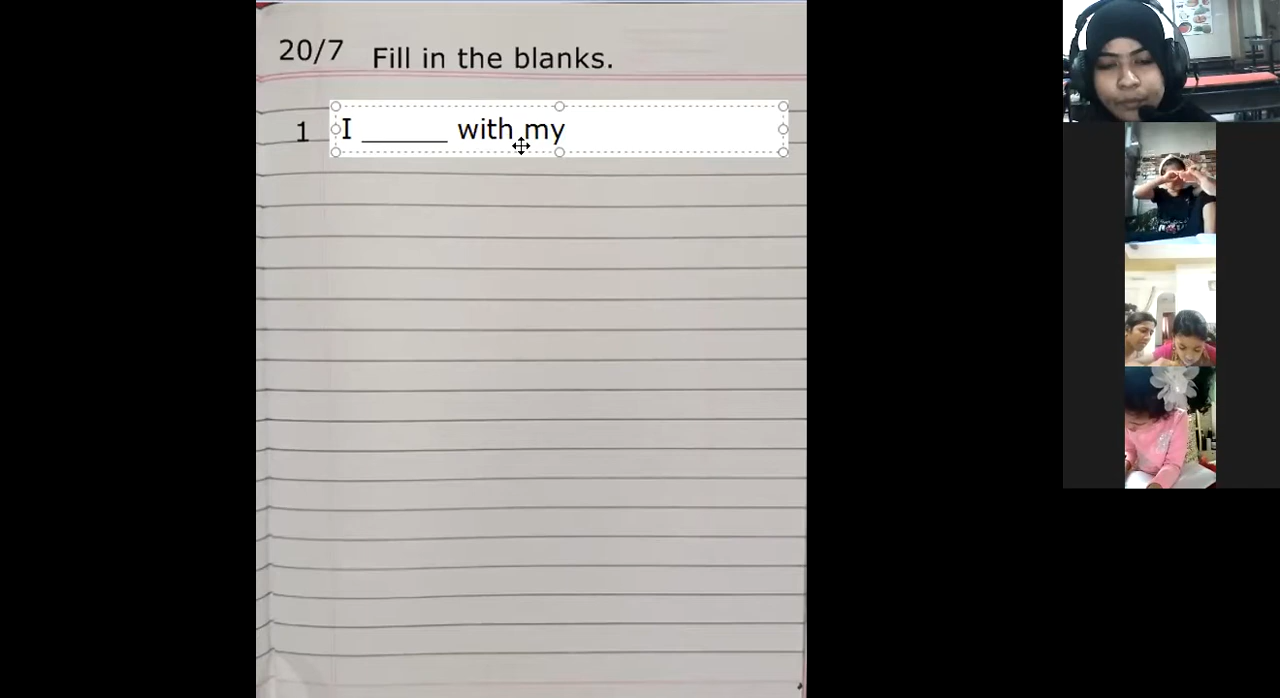 20/7 Fill in the blanks.
1 I ______ with my